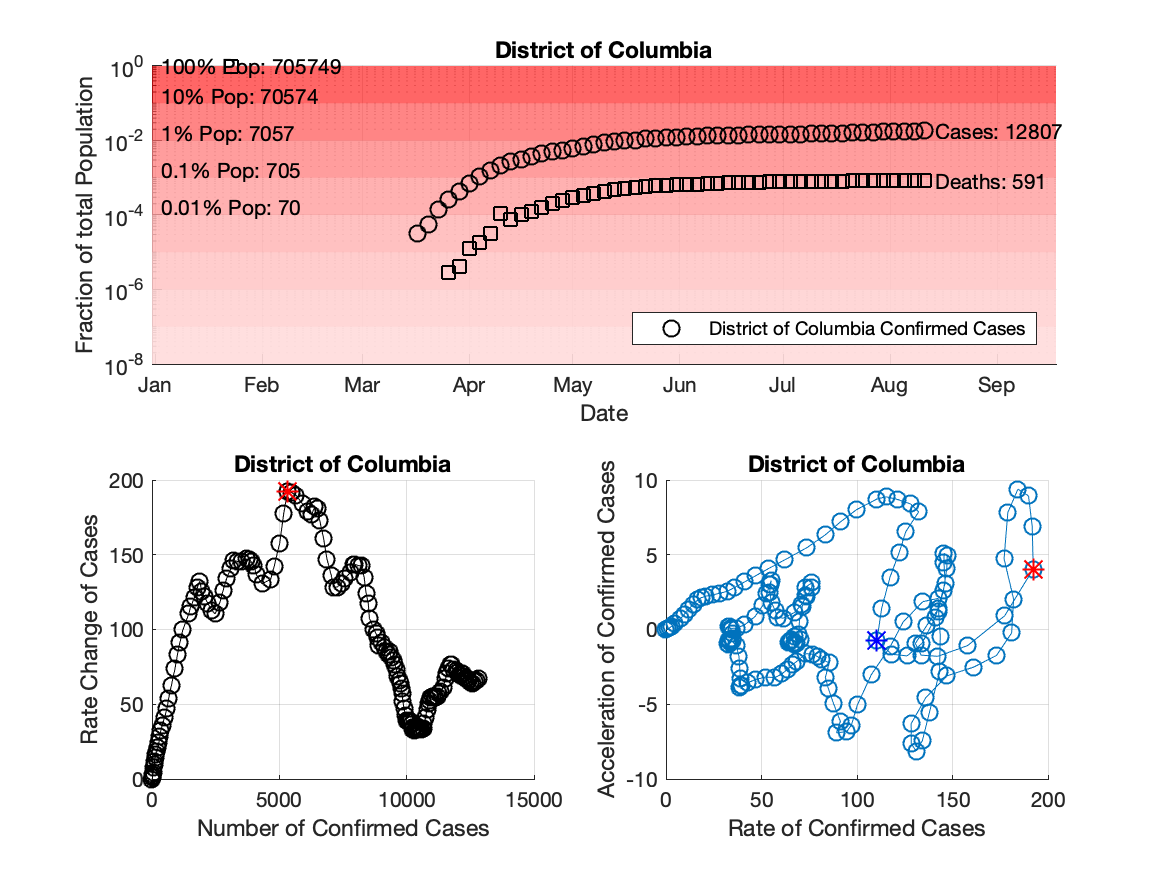 District of Columbia
Fraction of total Population
10^0
10^-2
10^-4
10^-6
10^-8
100% Pop: 705749
10% Pop: 70574
1% Pop: 7057
0.1% Pop: 705
0.01% Pop: 70
Cases: 12807
Deaths: 591
District of Columbia Confirmed Cases
Jan Feb Mar Apr May Jun Jul Aug Sep
Date
District of Columbia
Rate Change of Cases
200
150
100
50
0
0 5000 10000 15000
Number of Confirmed Cases
District of Columbia
Acceleration of Confirmed Cases
10
5
0
-5
-10
0 50 100 150 200
Rate of Confirmed Cases